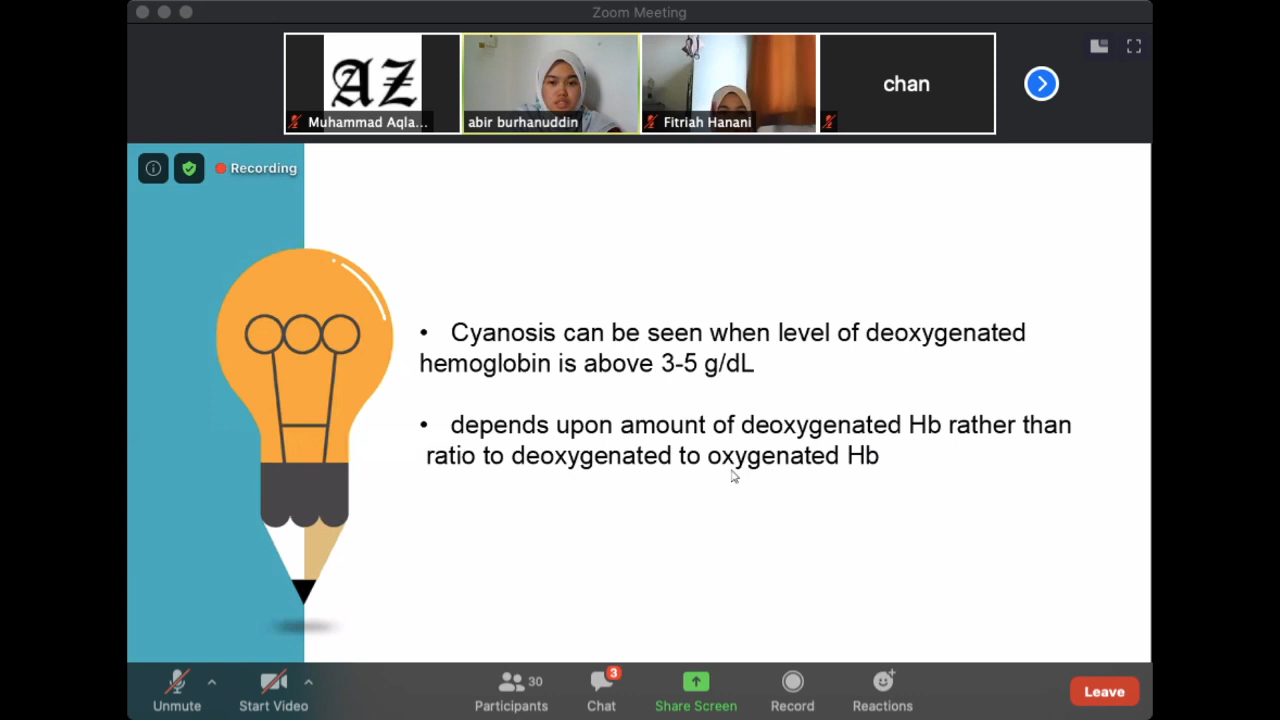 Zoom Meeting
AZ
Muhammad Aqla...
abir burhanuddin
Fitriah Hanani
chan
Recording
• Cyanosis can be seen when level of deoxygenated
hemoglobin is above 3-5 g/dL
• depends upon amount of deoxygenated Hb rather than
ratio to deoxygenated to oxygenated Hb
Unmute
Start Video
30
Participants
3
Chat
Share Screen
Record
Reactions
Leave